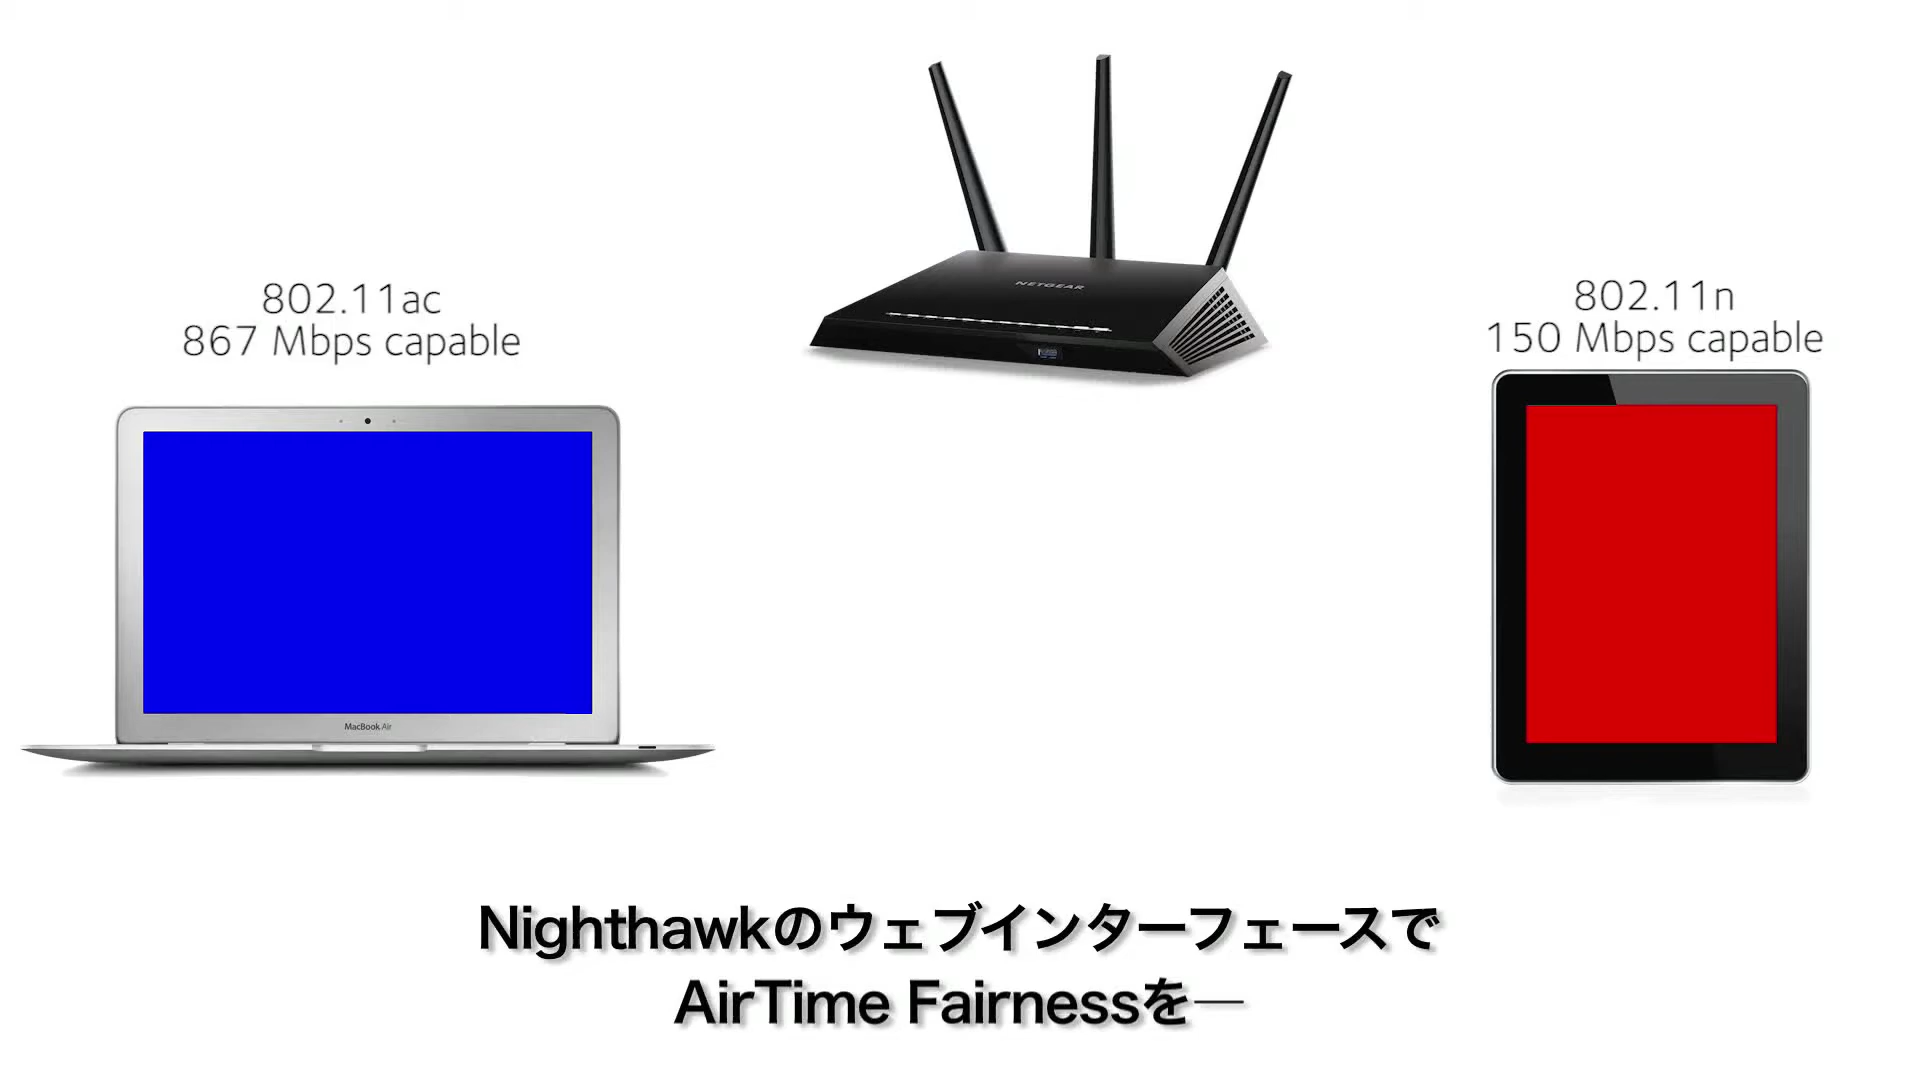 NETGEAR
802.11ac
867 Mbps capable
802.11n
150 Mbps capable
MacBook Air
Nighthawkのウェブインターフェースで
AirTime Fairnessを―